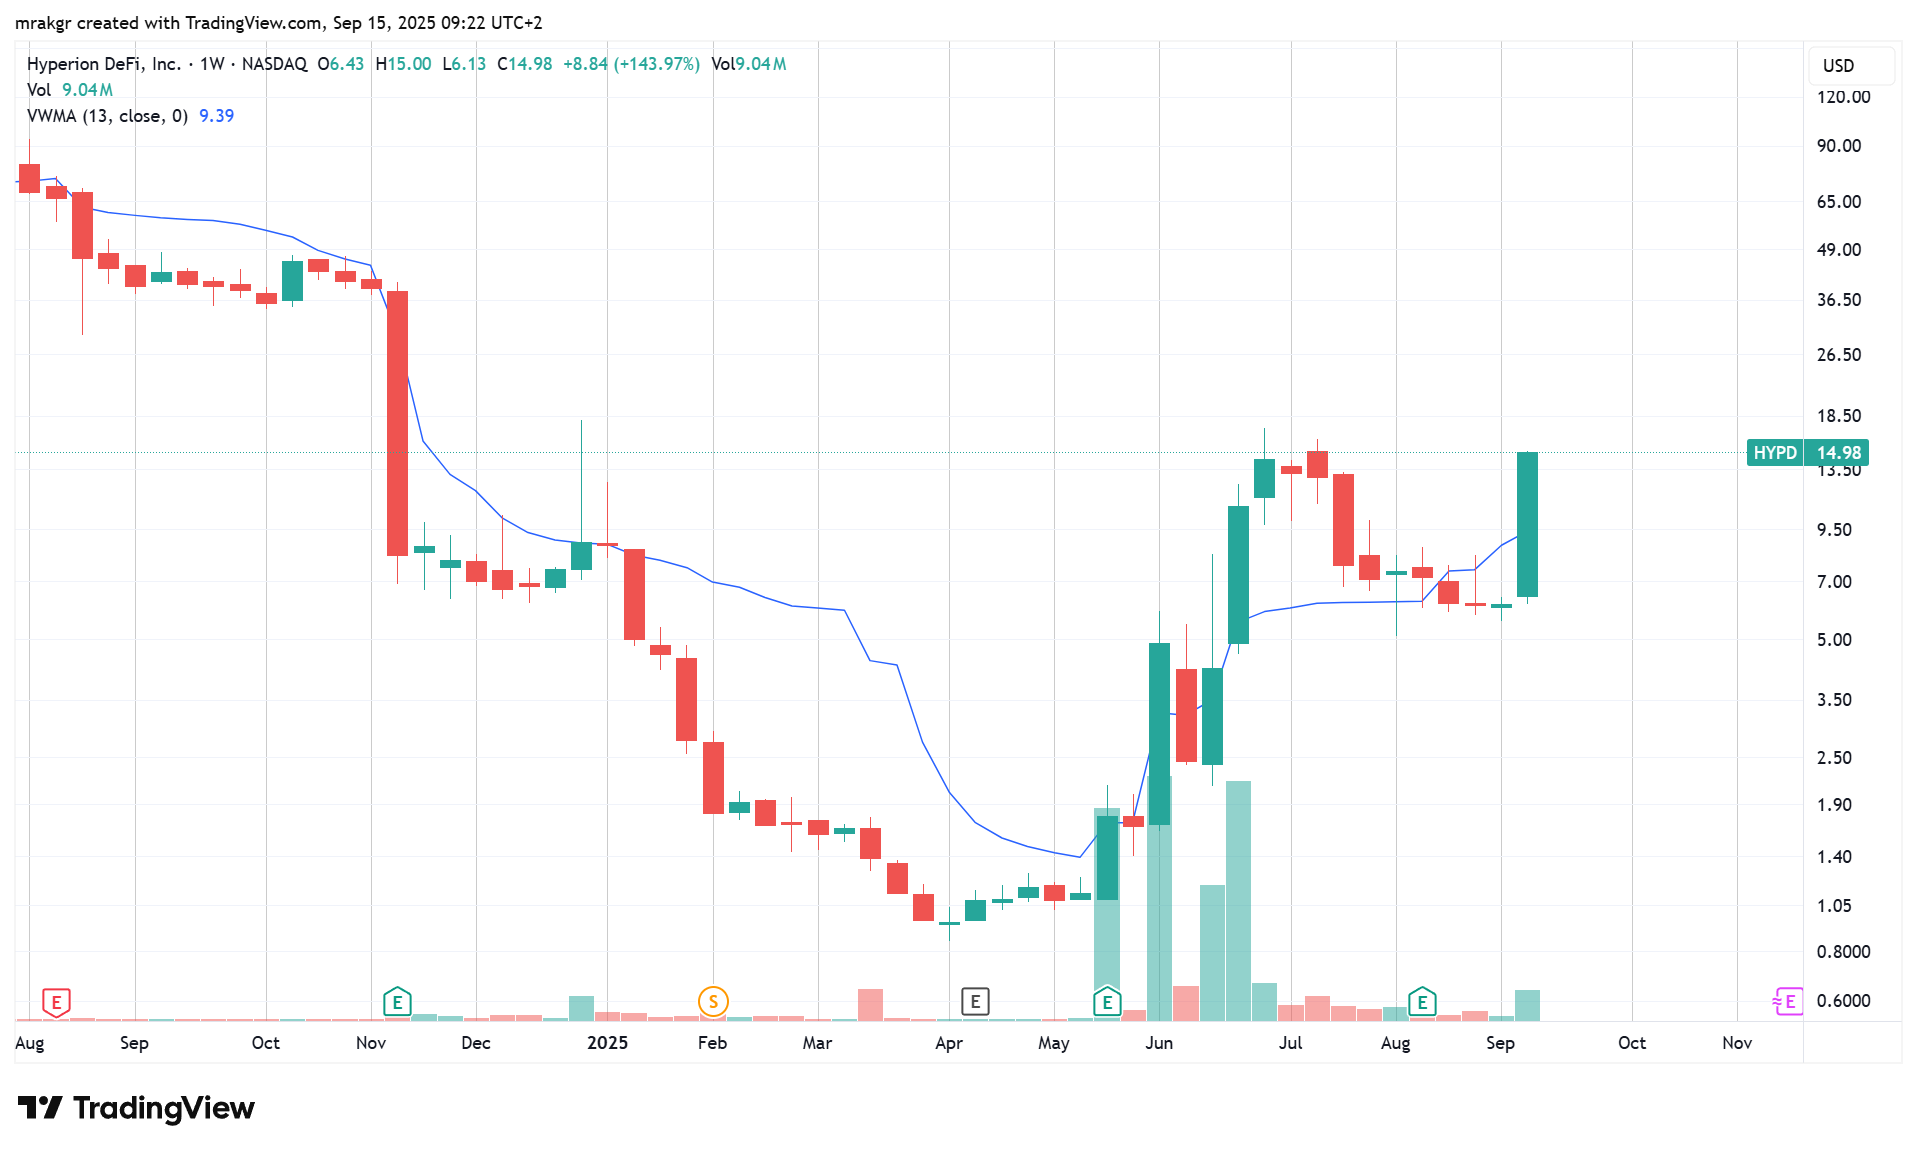 mrakgr created with TradingView.com, Sep 15, 2025 09:22 UTC+2
Hyperion DeFi, Inc. · 1W · NASDAQ O6.43 H15.00 L6.13 C14.98 +8.84 (+143.97%) Vol9.04M
Vol 9.04M
VWMA (13, close, 0) 9.39
USD
120.00
90.00
65.00
49.00
36.50
26.50
18.50
HYPD 14.98
13.50
9.50
7.00
5.00
3.50
2.50
1.90
1.40
1.05
0.8000
0.6000
E E S E E E ≈E
Aug Sep Oct Nov Dec 2025 Feb Mar Apr May Jun Jul Aug Sep Oct Nov
TradingView